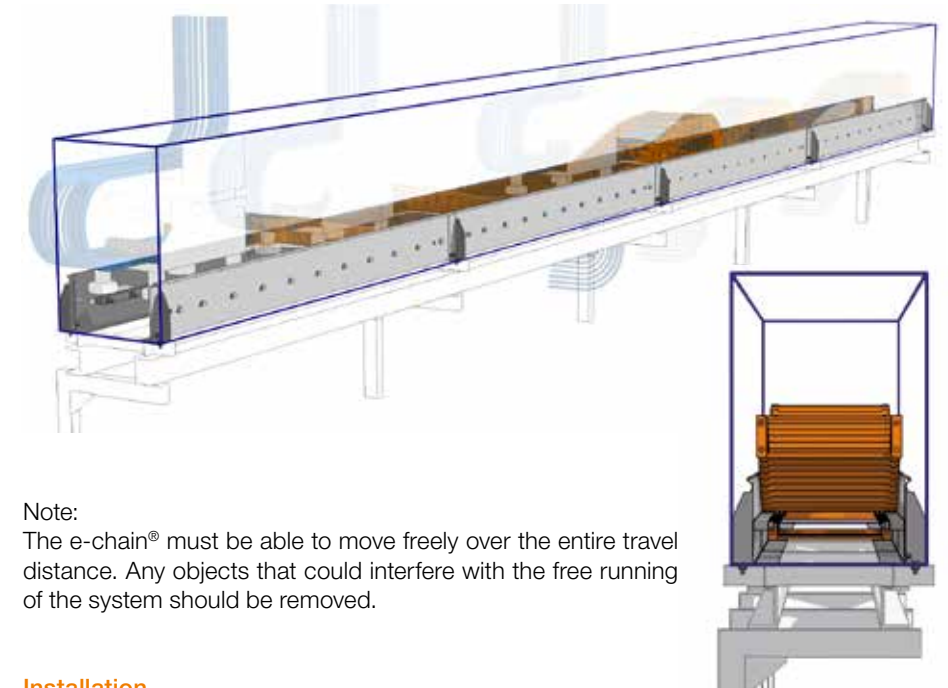 Note:
The e-chain® must be able to move freely over the entire travel
distance. Any objects that could interfere with the free running
of the system should be removed.
Installation